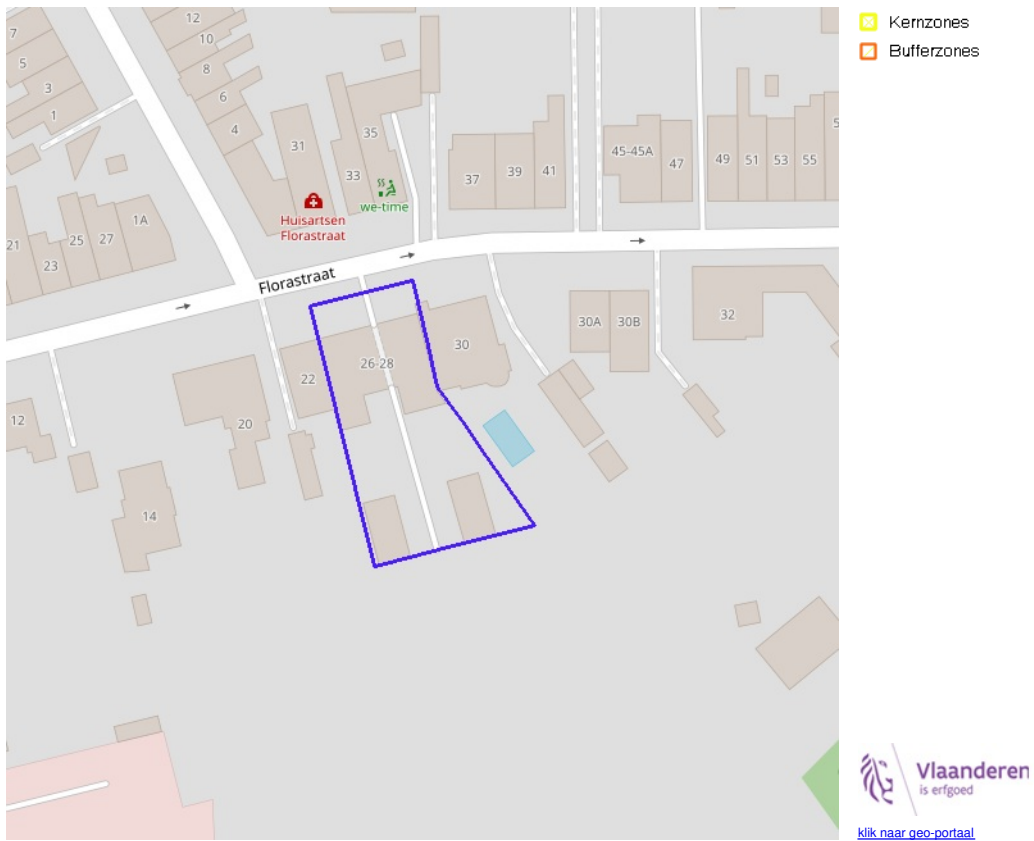 7
5
3
1
12
10
8
6
4
31
35
33
we-time
Huisartsen
Florastraat
37
39
41
45-45A
47
49
51
53
55
5
21
23
25
27
1A
Florastraat
22
26-28
30
30A
30B
32
12
20
14
Kernzones
Bufferzones
Vlaanderen
is erfgoed
klik naar geo-portaal